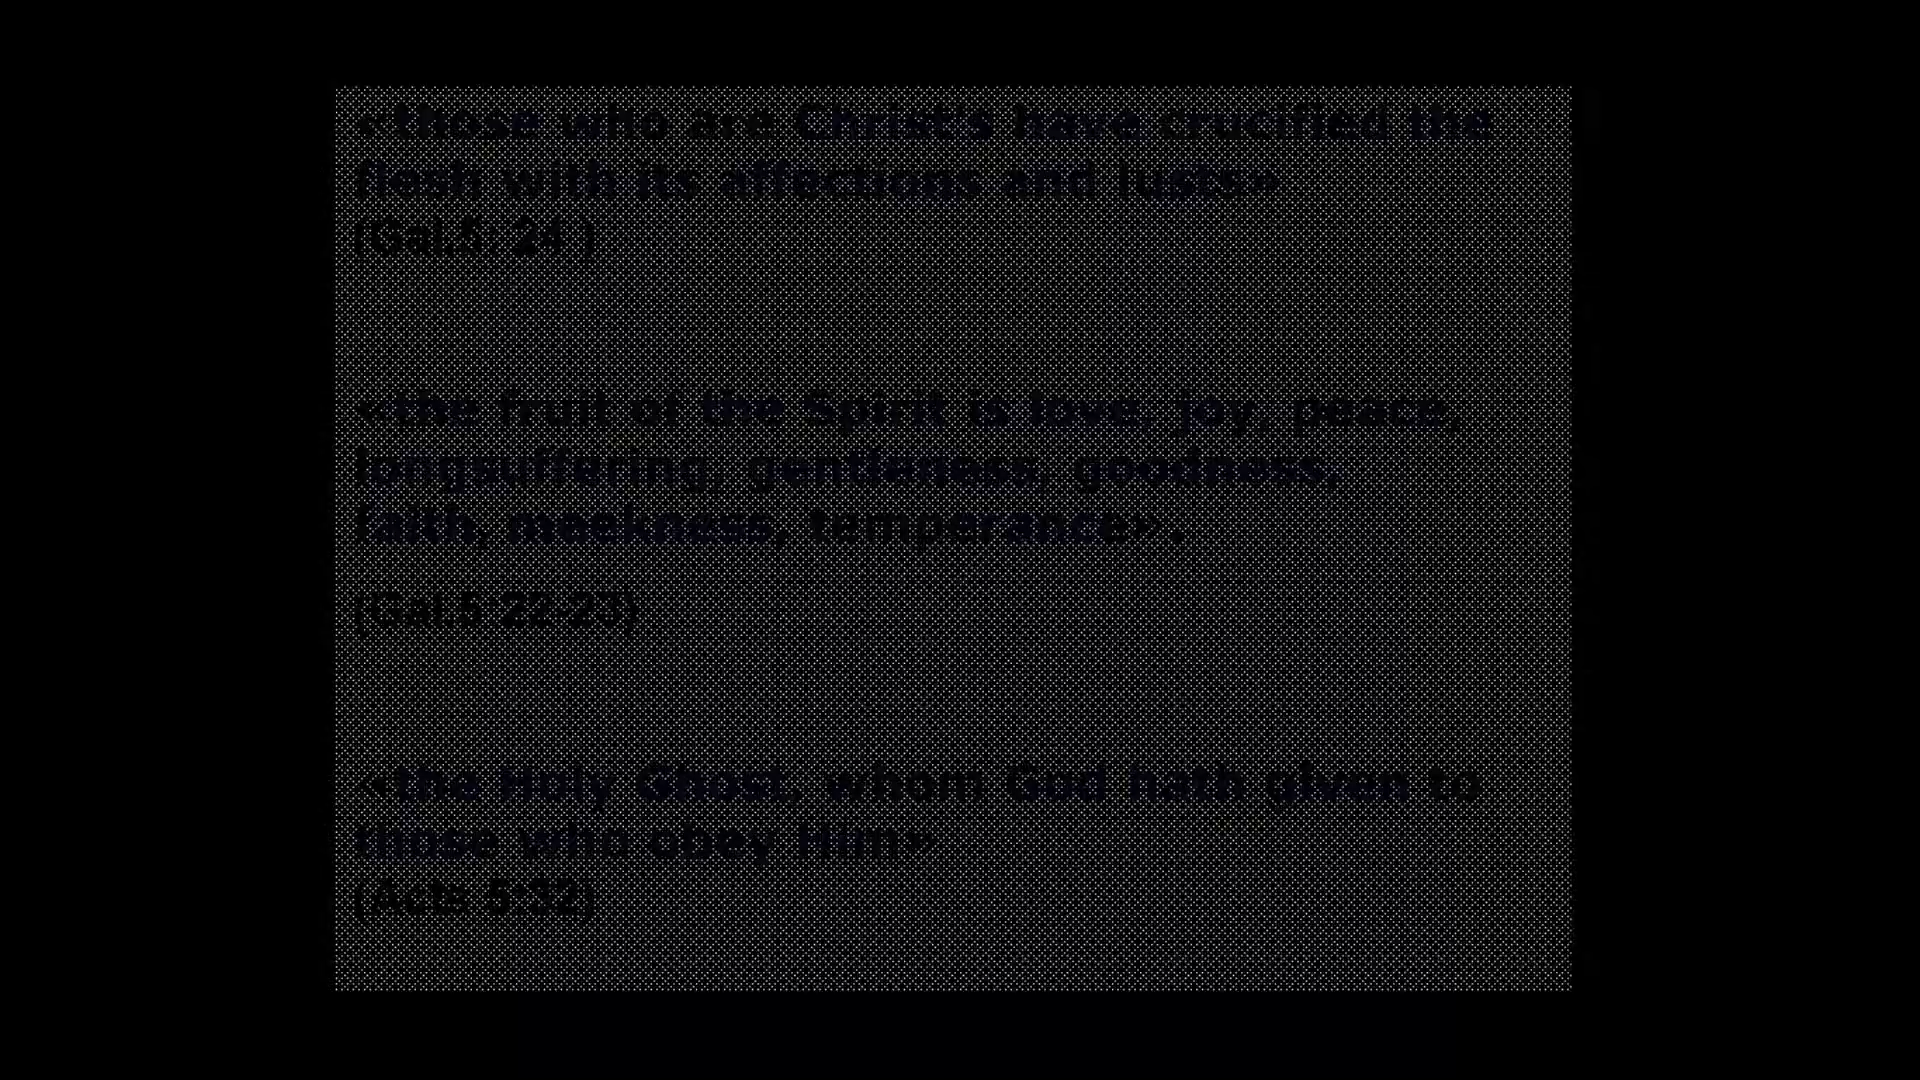 «those who are Christ's have crucified the
flesh with its affections and lusts»
(Gal.5: 24 )
«the fruit of the Spirit is love, joy, peace,
longsuffering, gentleness, goodness,
faith, meekness, temperance».
(Gal.5:22-23)
«the Holy Ghost, whom God hath given to
those who obey Him»
(Acts 5:32)